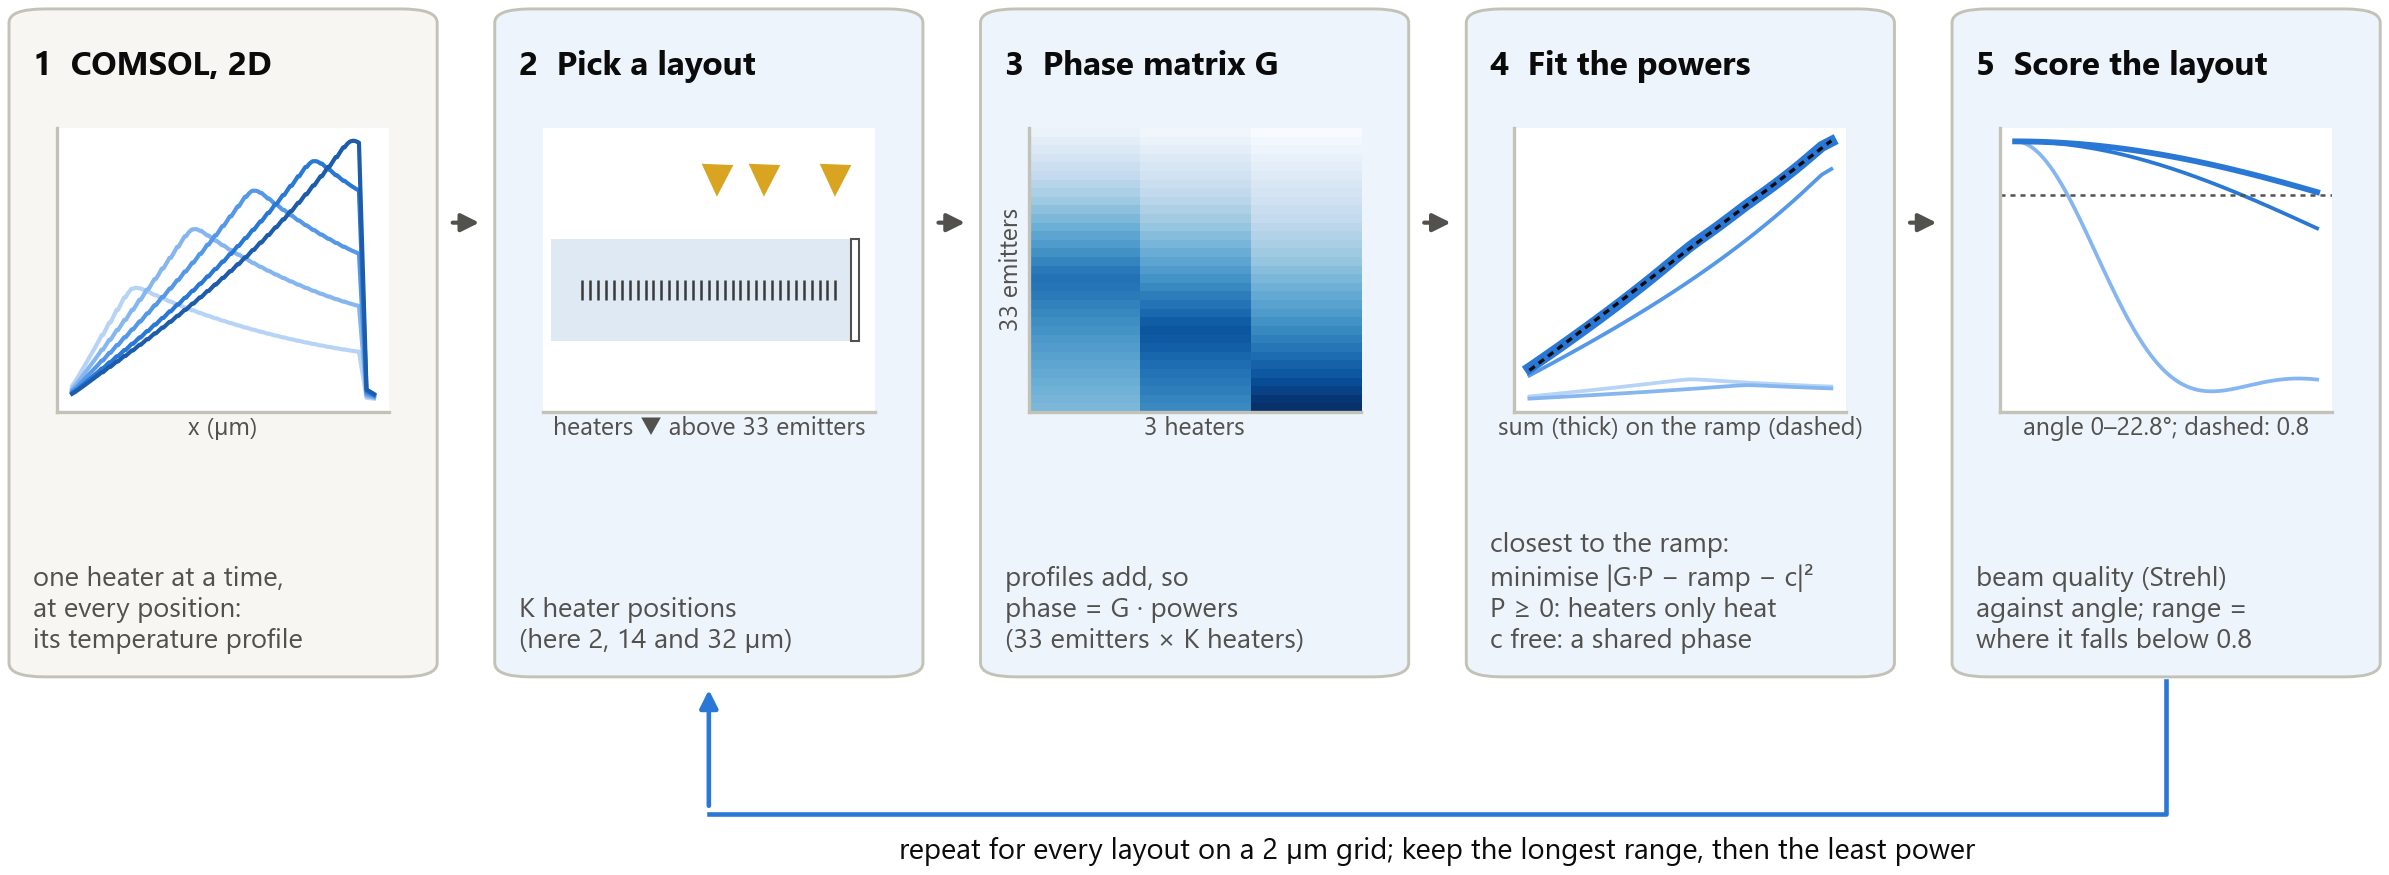 1 COMSOL, 2D
x (µm)
one heater at a time,
at every position:
its temperature profile
2 Pick a layout
heaters ▼ above 33 emitters
K heater positions
(here 2, 14 and 32 µm)
3 Phase matrix G
33 emitters
3 heaters
profiles add, so
phase = G · powers
(33 emitters × K heaters)
4 Fit the powers
sum (thick) on the ramp (dashed)
closest to the ramp:
minimise |G·P − ramp − c|²
P ≥ 0: heaters only heat
c free: a shared phase
5 Score the layout
angle 0–22.8°; dashed: 0.8
beam quality (Strehl)
against angle; range =
where it falls below 0.8
repeat for every layout on a 2 µm grid; keep the longest range, then the least power